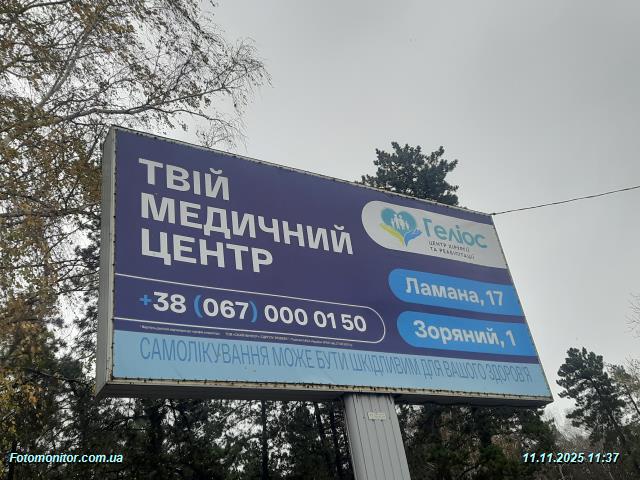 ТВІЙ
МЕДИЧНИЙ
ЦЕНТР
Геліос
ЦЕНТР ХІРУРГІЇ
ТА РЕАБІЛІТАЦІЇ
Ламана, 17
Зоряний, 1
+38 (067) 000 01 50
САМОЛІКУВАННЯ МОЖЕ БУТИ ШКІДЛИВИМ ДЛЯ ВАШОГО ЗДОРОВ'Я
Fotomonitor.com.ua
11.11.2025 11:37